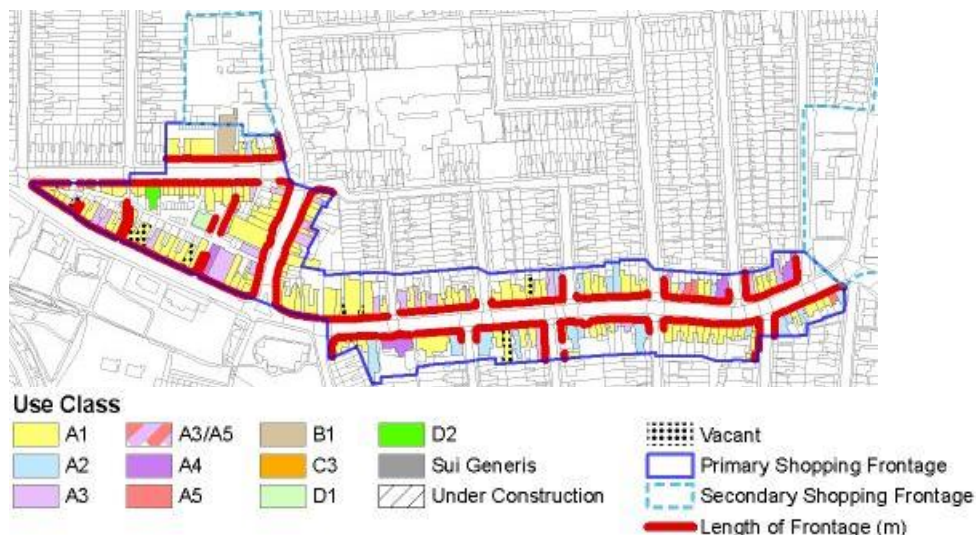 Use Class
A1
A2
A3
A3/A5
A4
A5
B1
C3
D1
D2
Sui Generis
Under Construction
Vacant
Primary Shopping Frontage
Secondary Shopping Frontage
Length of Frontage (m)